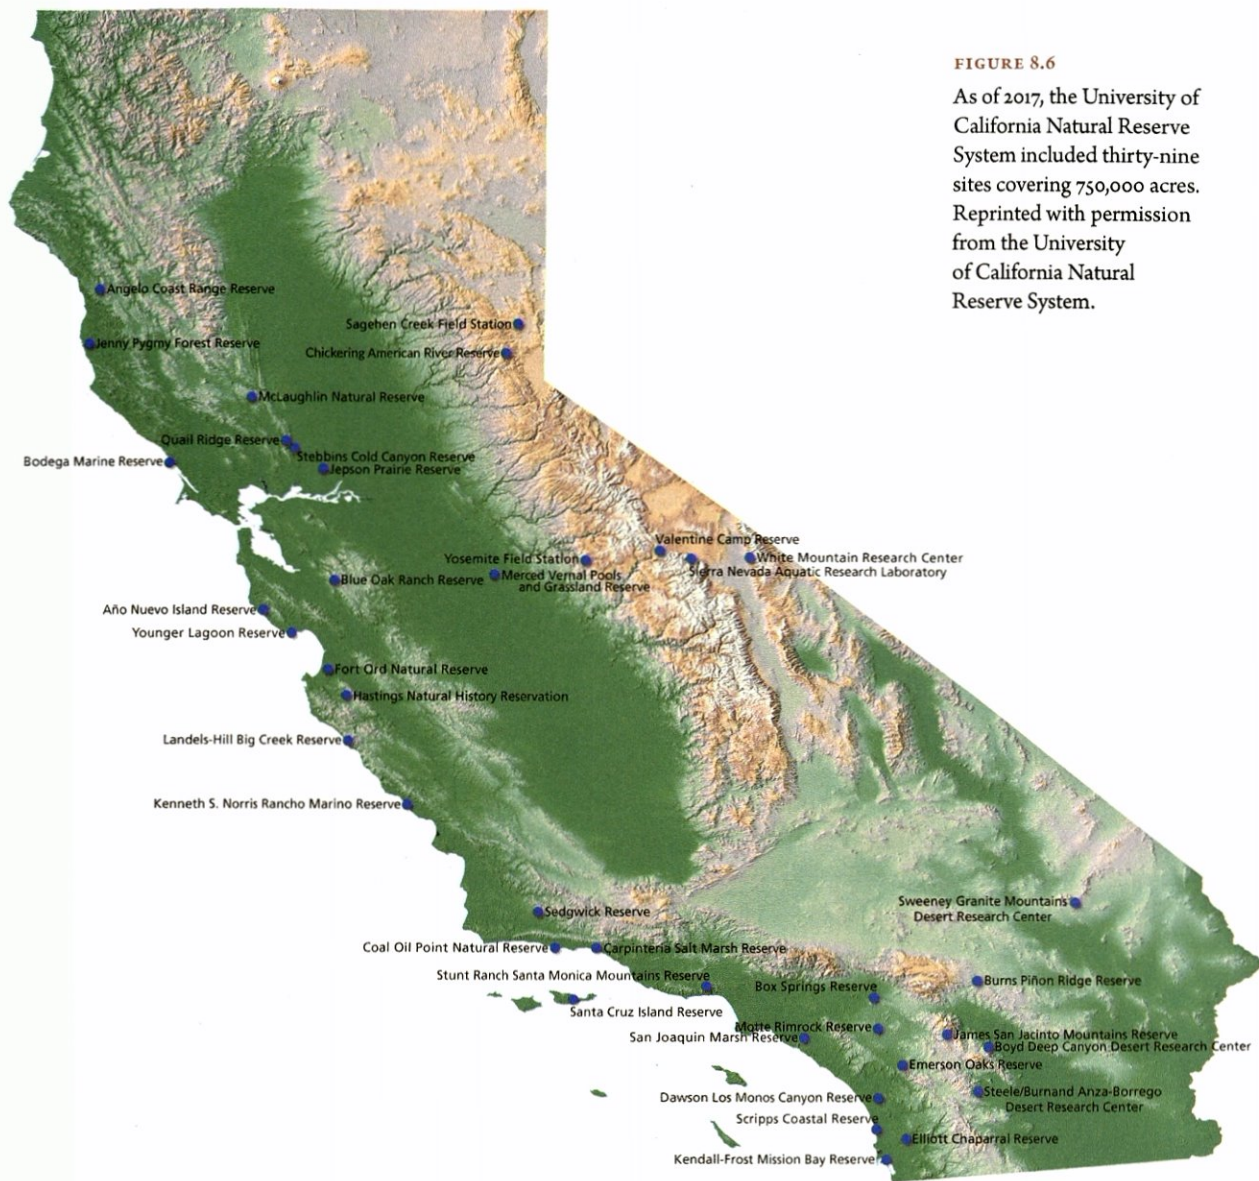 FIGURE 8.6
As of 2017, the University of
California Natural Reserve
System included thirty-nine
sites covering 750,000 acres.
Reprinted with permission
from the University
of California Natural
Reserve System.
Angelo Coast Range Reserve
Sagehen Creek Field Station
Jenny Pygmy Forest Reserve
Chickering American River Reserve
McLaughlin Natural Reserve
Quail Ridge Reserve
Stebbins Cold Canyon Reserve
Bodega Marine Reserve
Jepson Prairie Reserve
Valentine Camp Reserve
Yosemite Field Station
White Mountain Research Center
Sierra Nevada Aquatic Research Laboratory
Blue Oak Ranch Reserve
Merced Vernal Pools
and Grassland Reserve
Año Nuevo Island Reserve
Younger Lagoon Reserve
Fort Ord Natural Reserve
Hastings Natural History Reservation
Landels-Hill Big Creek Reserve
Kenneth S. Norris Rancho Marino Reserve
Sweeney Granite Mountains
Desert Research Center
Sedgwick Reserve
Coal Oil Point Natural Reserve
Carpinteria Salt Marsh Reserve
Stunt Ranch Santa Monica Mountains Reserve
Burns Piñon Ridge Reserve
Box Springs Reserve
Santa Cruz Island Reserve
Motte Rimrock Reserve
San Joaquin Marsh Reserve
James San Jacinto Mountains Reserve
Boyd Deep Canyon Desert Research Center
Emerson Oaks Reserve
Steele/Burnand Anza-Borrego
Desert Research Center
Dawson Los Monos Canyon Reserve
Scripps Coastal Reserve
Elliott Chaparral Reserve
Kendall-Frost Mission Bay Reserve